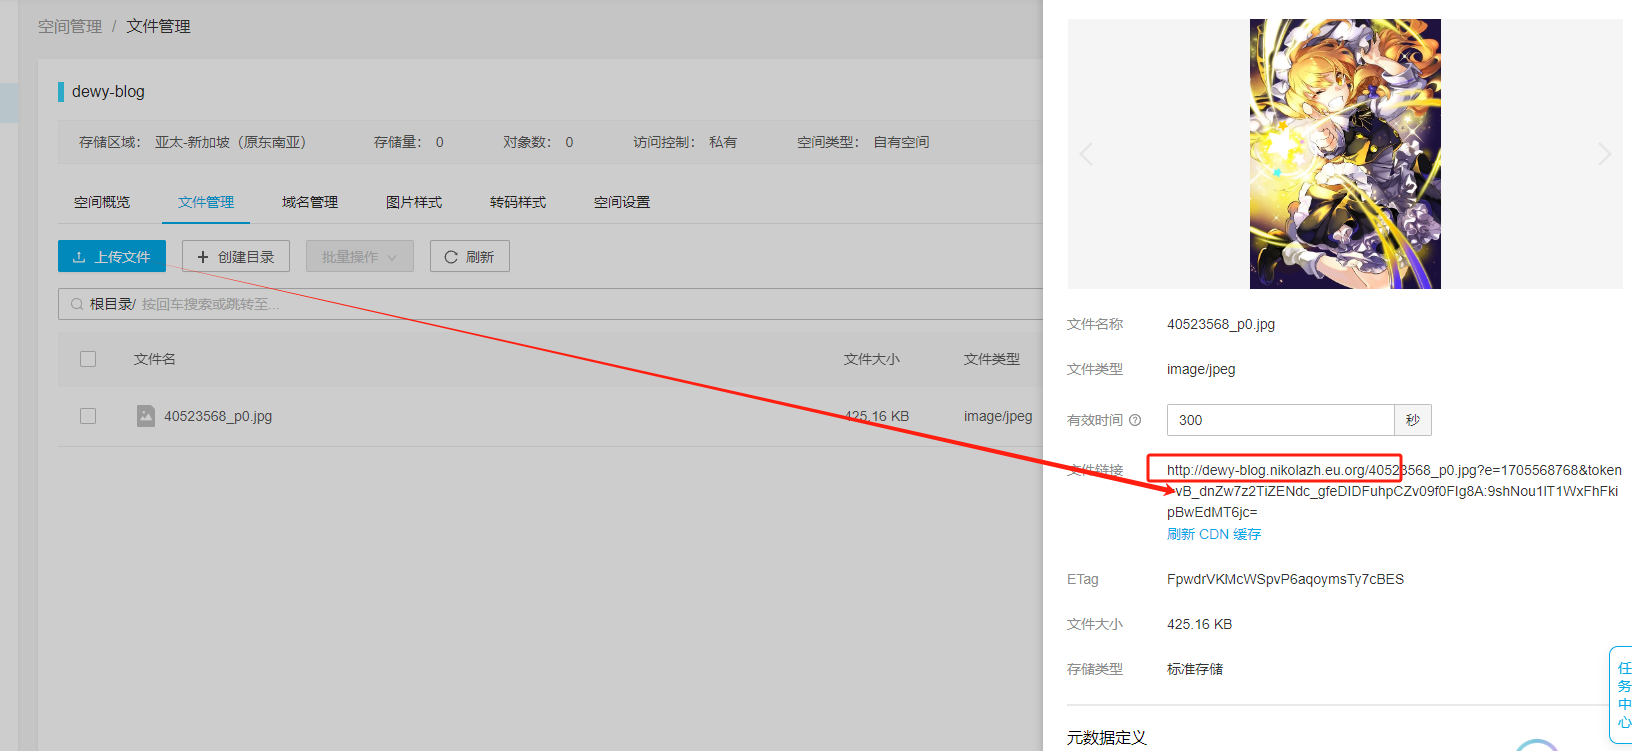 空间管理 / 文件管理
dewy-blog
存储区域： 亚太-新加坡（原东南亚） 存储量： 0 对象数： 0 访问控制： 私有 空间类型： 自有空间
空间概览 文件管理 域名管理 图片样式 转码样式 空间设置
上传文件 创建目录 批量操作 刷新
根目录/ 按回车搜索或跳转至...
文件名 文件大小 文件类型
40523568_p0.jpg 425.16 KB image/jpeg
文件名称 40523568_p0.jpg
文件类型 image/jpeg
有效时间 300 秒
文件链接 http://dewy-blog.nikolazh.eu.org/40523568_p0.jpg?e=1705568768&token
=vB_dnZw7z2TiZENdc_gfeDIDFuhpCZv09f0FIg8A:9shNou1IT1WxFhFki
pBwEdMT6jc=
刷新 CDN 缓存
ETag FpwdrVKMcWSpvP6aqoymsTy7cBES
文件大小 425.16 KB
存储类型 标准存储
元数据定义
任
务
中
心